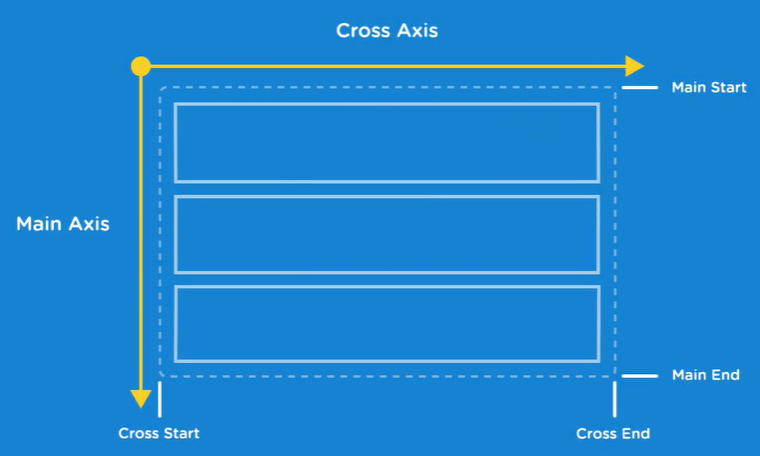 Cross Axis
Main Start
Main Axis
Main End
Cross Start
Cross End